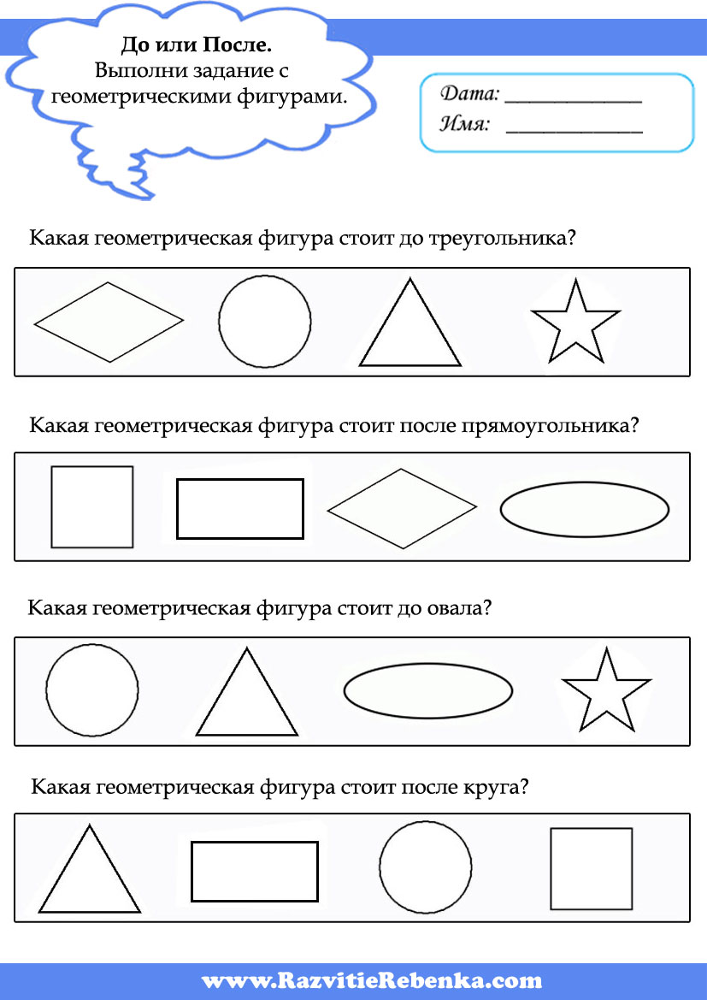 До или После.
Выполни задание с
геометрическими фигурами.
Дата: ____________
Имя: ____________
Какая геометрическая фигура стоит до треугольника?
Какая геометрическая фигура стоит после прямоугольника?
Какая геометрическая фигура стоит до овала?
Какая геометрическая фигура стоит после круга?
www.RazvitieRebenka.com